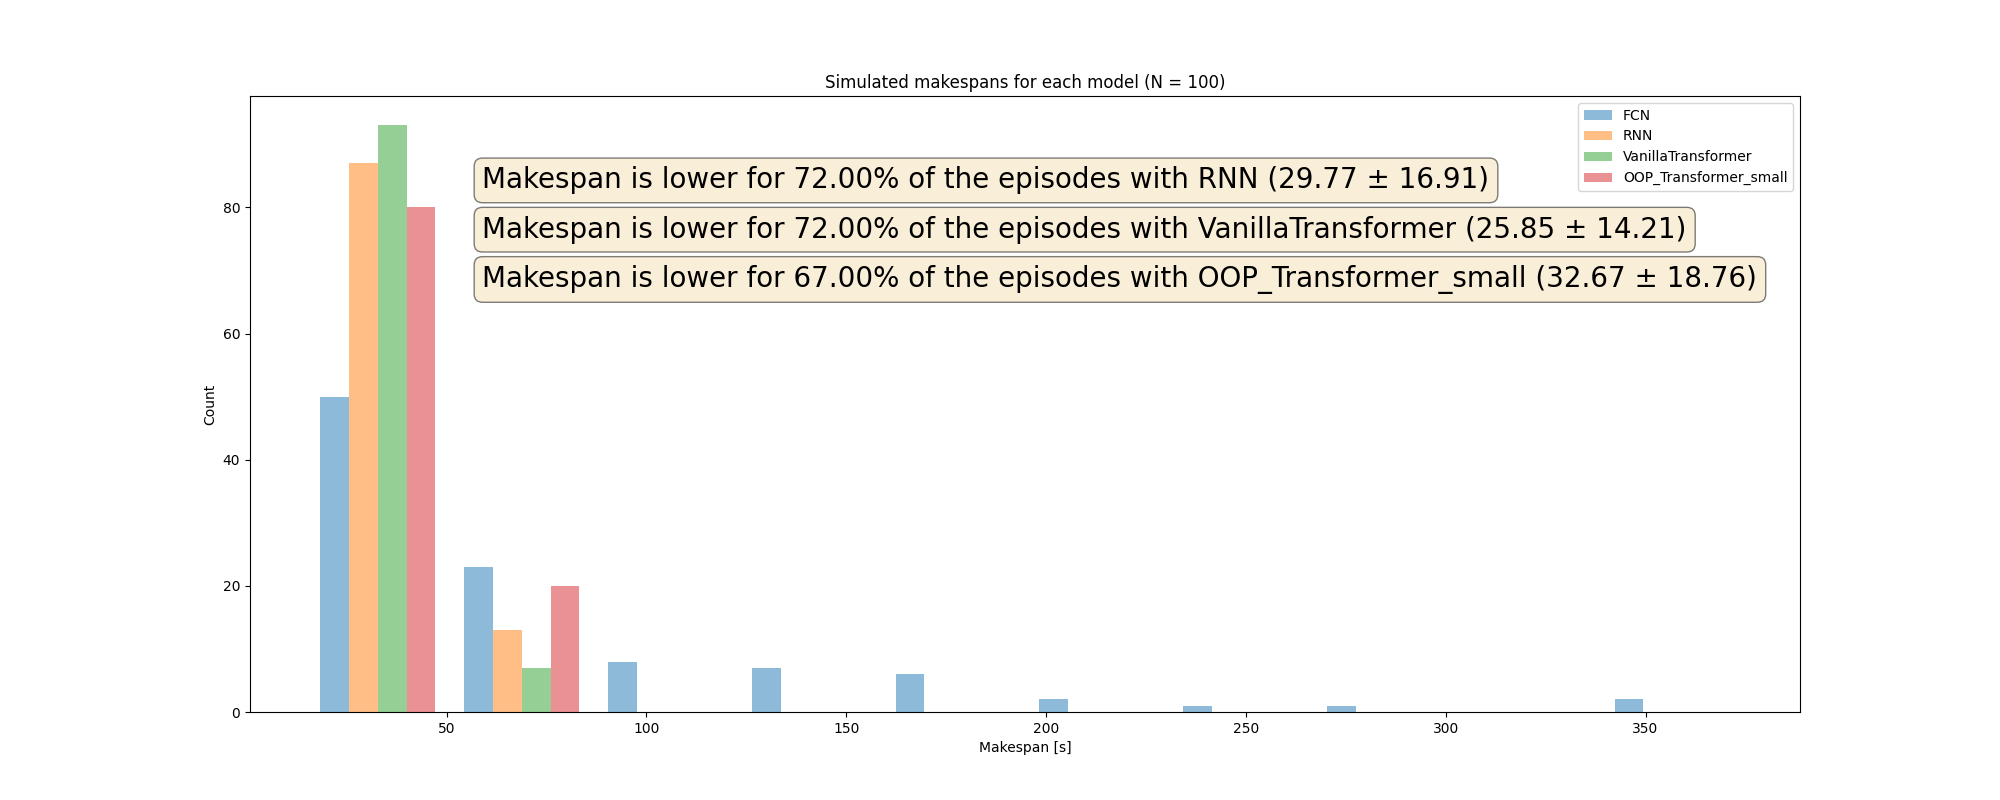 Simulated makespans for each model (N = 100)
FCN
RNN
VanillaTransformer
OOP_Transformer_small
Makespan is lower for 72.00% of the episodes with RNN (29.77 ± 16.91)
Makespan is lower for 72.00% of the episodes with VanillaTransformer (25.85 ± 14.21)
Makespan is lower for 67.00% of the episodes with OOP_Transformer_small (32.67 ± 18.76)
80
60
40
20
0
Count
50 100 150 200 250 300 350
Makespan [s]